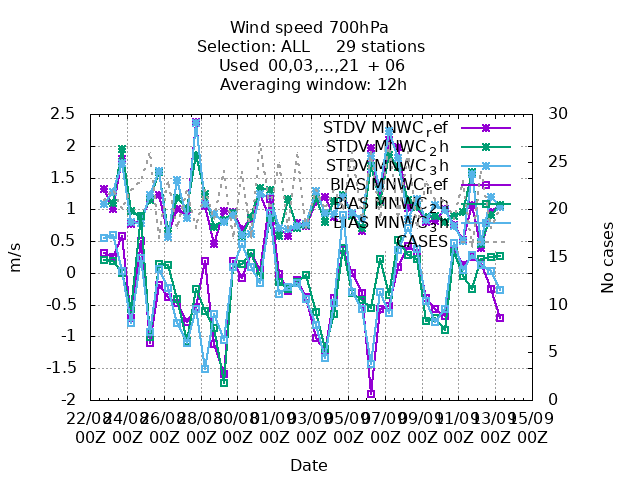 Wind speed 700hPa
Selection: ALL 29 stations
Used 00,03,...,21 + 06
Averaging window: 12h
STDV MNWC_ref
STDV MNWC_2h
STDV MNWC_3h
BIAS MNWC_ref
BIAS MNWC_2h
BIAS MNWC_3h
CASES
2.5
2
1.5
1
0.5
0
-0.5
-1
-1.5
-2
m/s
30
25
20
15
10
5
0
No cases
22/08 24/08 26/08 28/08 30/08 01/09 03/09 05/09 07/09 09/09 11/09 13/09 15/09
00Z 00Z 00Z 00Z 00Z 00Z 00Z 00Z 00Z 00Z 00Z 00Z 00Z
Date